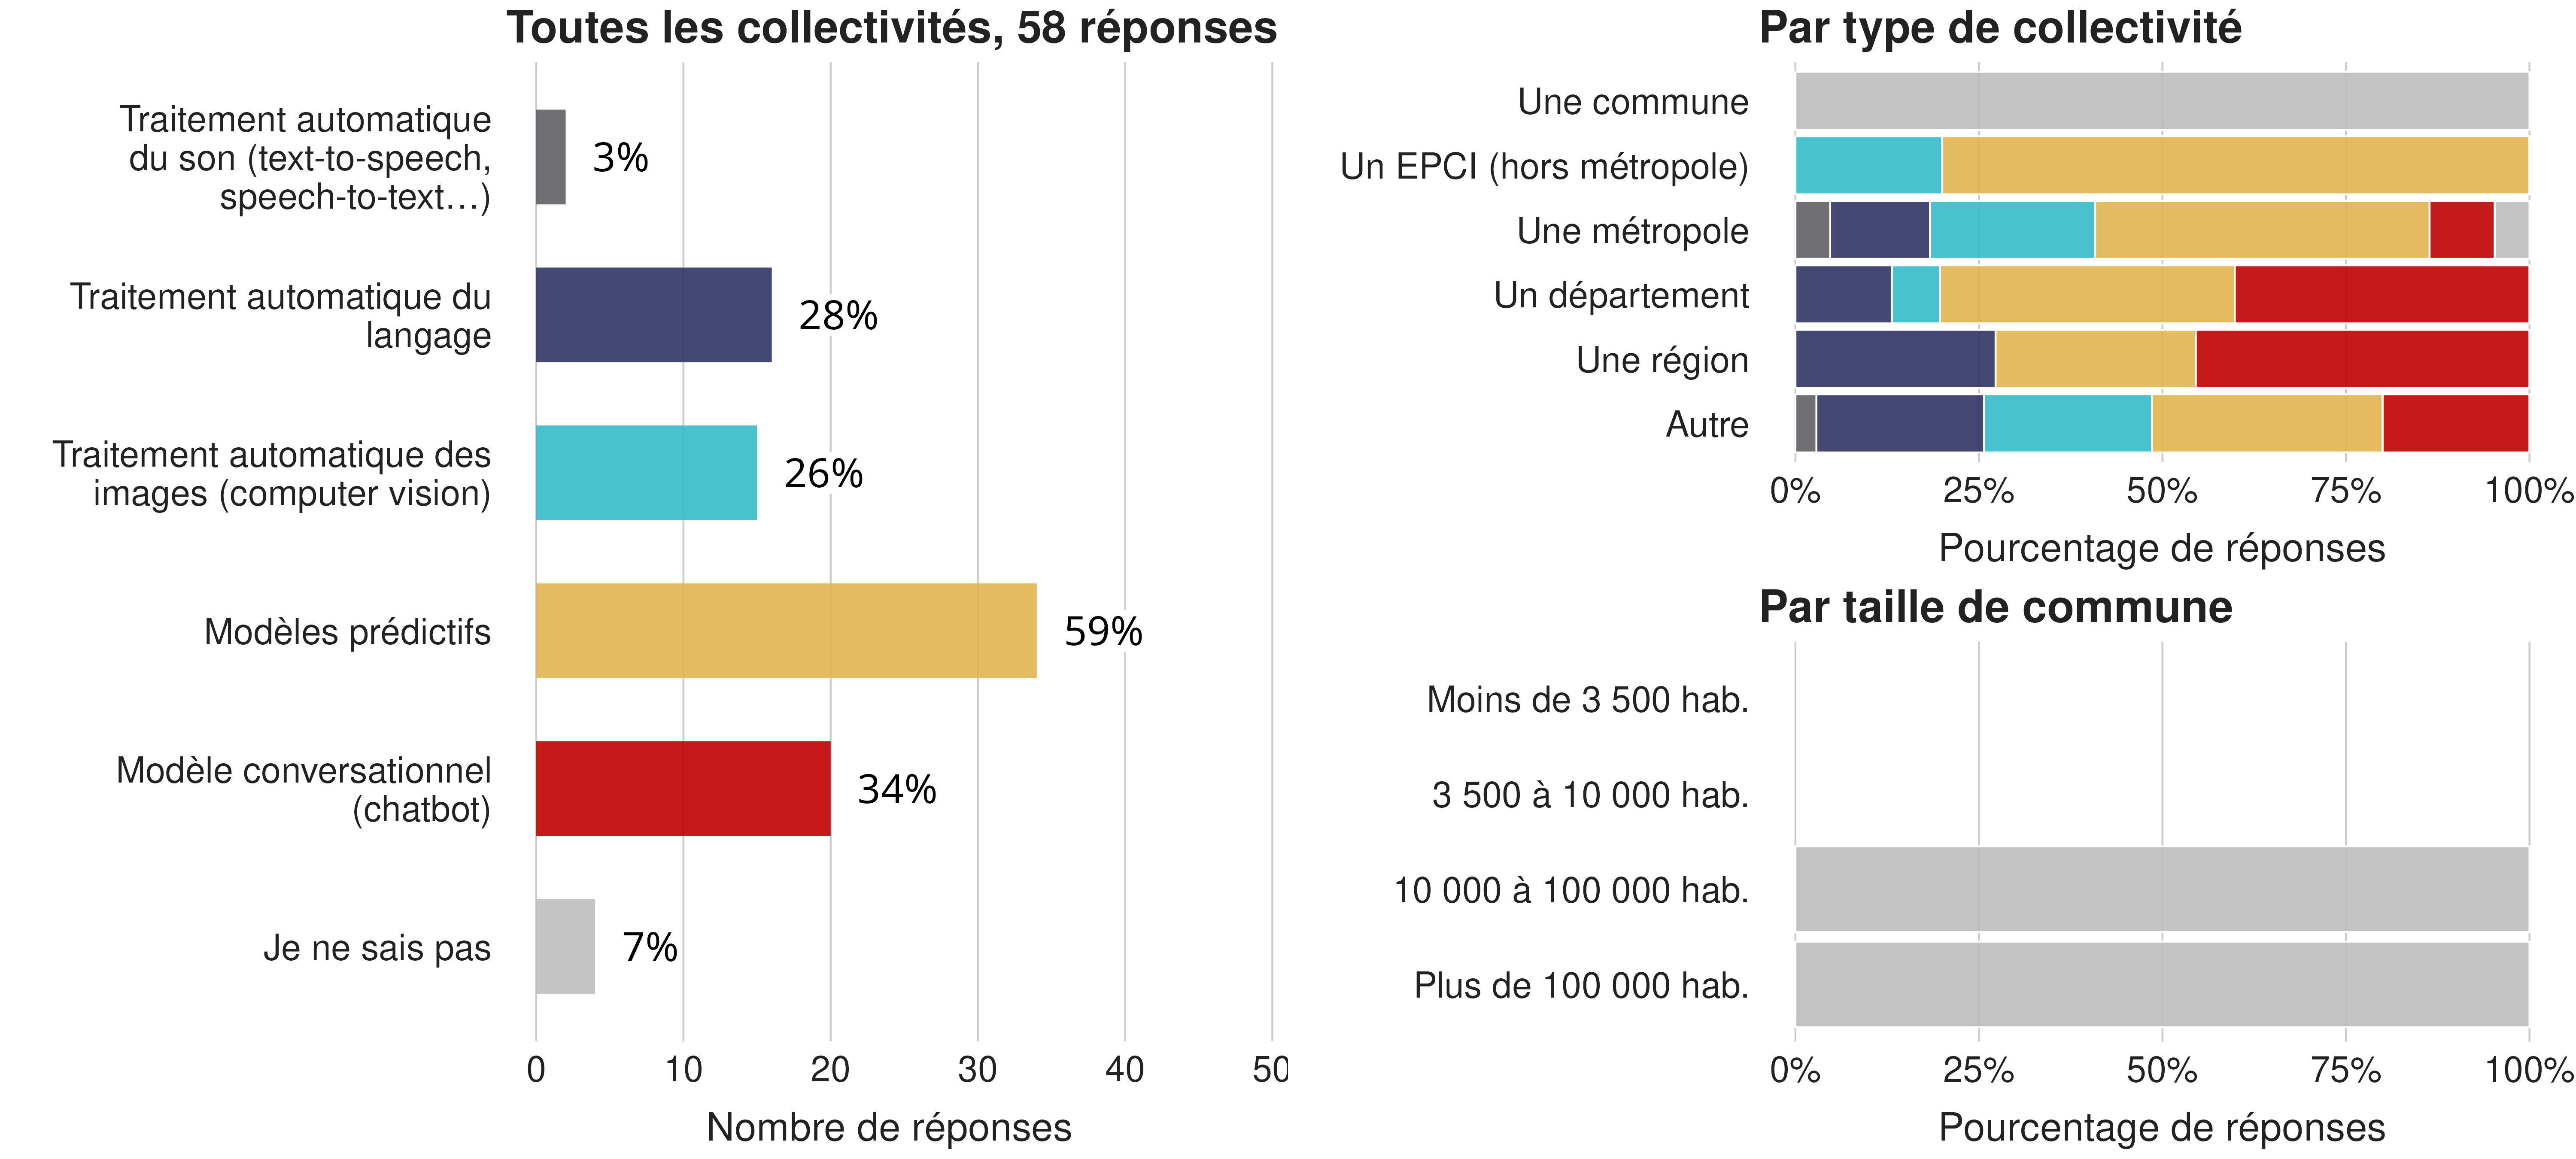 Toutes les collectivités, 58 réponses
Traitement automatique
du son (text-to-speech,
speech-to-text…)
3%
Traitement automatique du
langage
28%
Traitement automatique des
images (computer vision)
26%
Modèles prédictifs
59%
Modèle conversationnel
(chatbot)
34%
Je ne sais pas
7%
0 10 20 30 40 50
Nombre de réponses
Par type de collectivité
Une commune
Un EPCI (hors métropole)
Une métropole
Un département
Une région
Autre
0% 25% 50% 75% 100%
Pourcentage de réponses
Par taille de commune
Moins de 3 500 hab.
3 500 à 10 000 hab.
10 000 à 100 000 hab.
Plus de 100 000 hab.
0% 25% 50% 75% 100%
Pourcentage de réponses